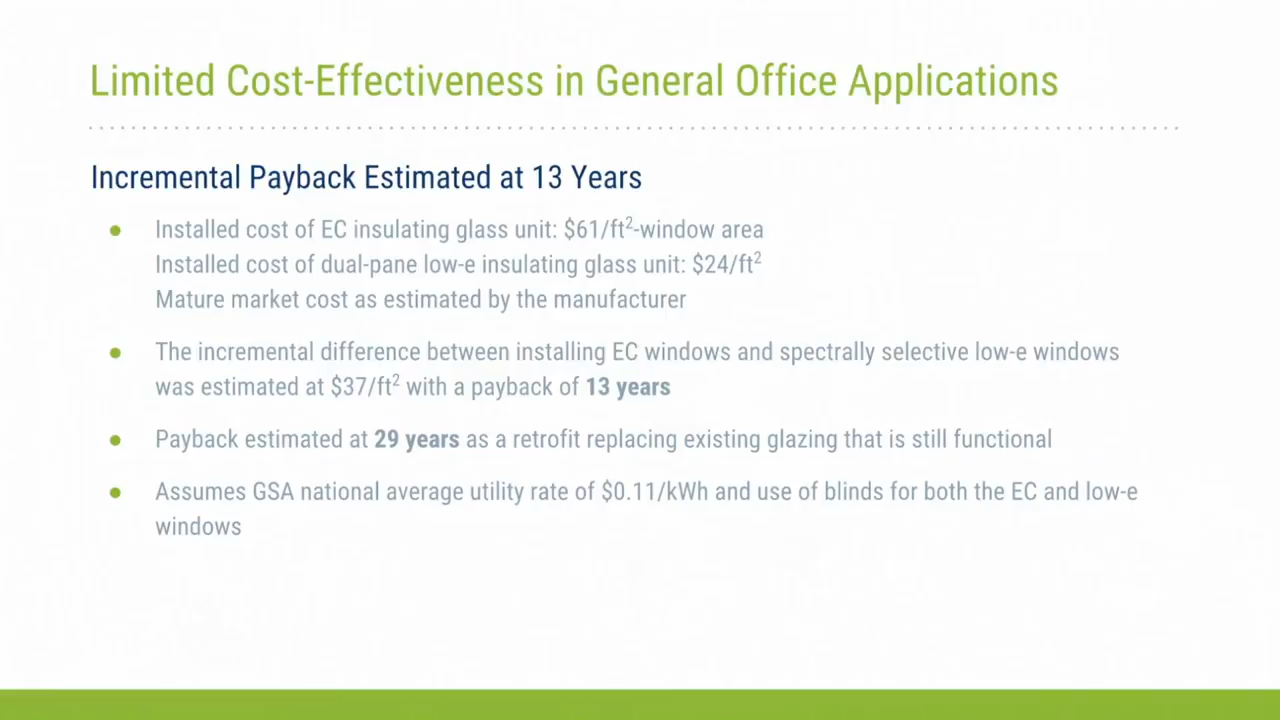 Limited Cost-Effectiveness in General Office Applications
Incremental Payback Estimated at 13 Years
● Installed cost of EC insulating glass unit: $61/ft²-window area
Installed cost of dual-pane low-e insulating glass unit: $24/ft²
Mature market cost as estimated by the manufacturer
● The incremental difference between installing EC windows and spectrally selective low-e windows
was estimated at $37/ft² with a payback of 13 years
● Payback estimated at 29 years as a retrofit replacing existing glazing that is still functional
● Assumes GSA national average utility rate of $0.11/kWh and use of blinds for both the EC and low-e
windows